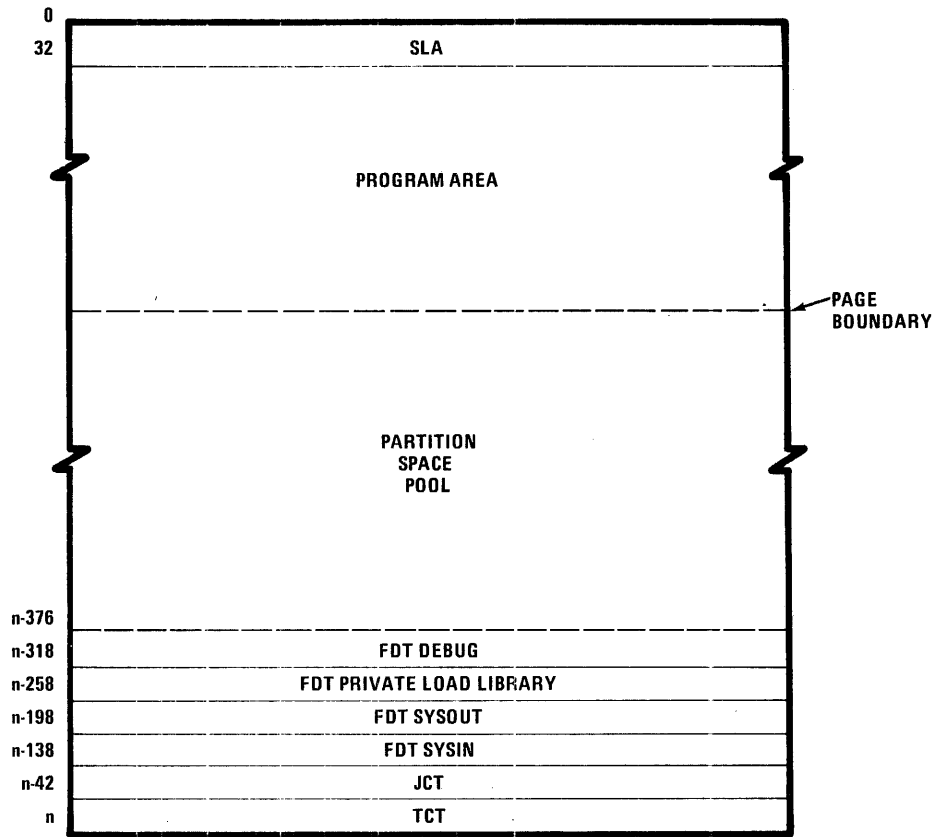 0
32
SLA
PROGRAM AREA
PAGE
BOUNDARY
PARTITION
SPACE
POOL
n-376
n-318
FDT DEBUG
n-258
FDT PRIVATE LOAD LIBRARY
n-198
FDT SYSOUT
n-138
FDT SYSIN
n-42
JCT
n
TCT